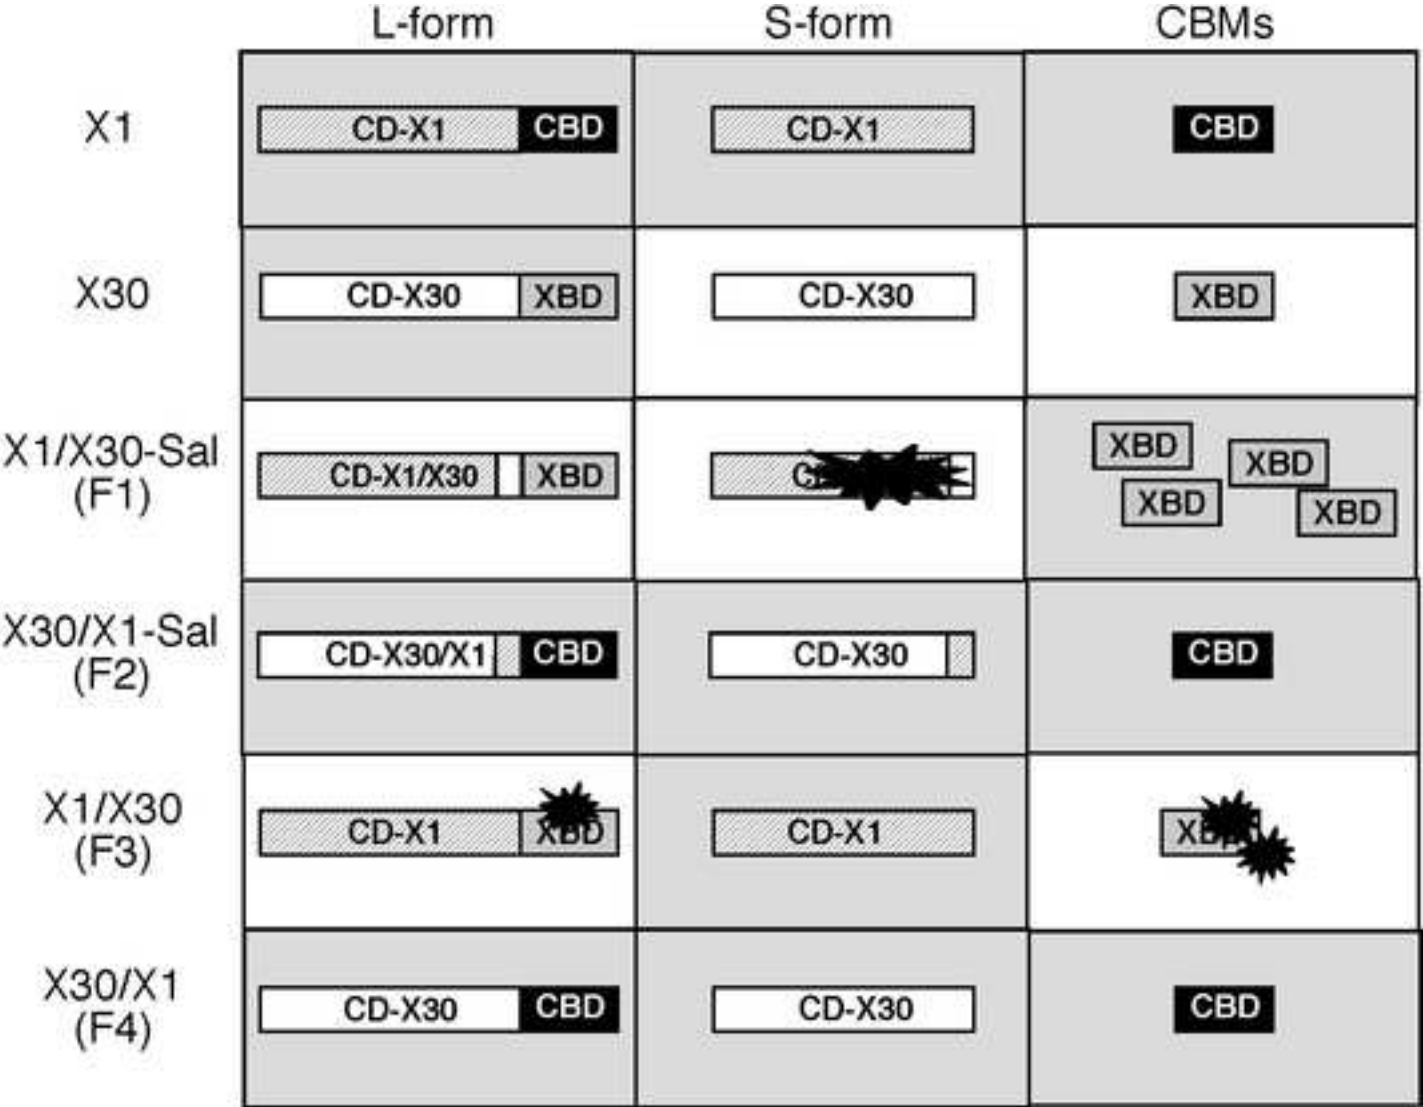 L-form S-form CBMs
X1 CD-X1 CBD CD-X1 CBD
X30 CD-X30 XBD CD-X30 XBD
X1/X30-Sal
(F1)
CD-X1/X30 XBD XBD XBD
XBD XBD
X30/X1-Sal
(F2)
CD-X30/X1 CBD CD-X30 CBD
X1/X30
(F3)
CD-X1 XBD CD-X1
X30/X1
(F4)
CD-X30 CBD CD-X30 CBD